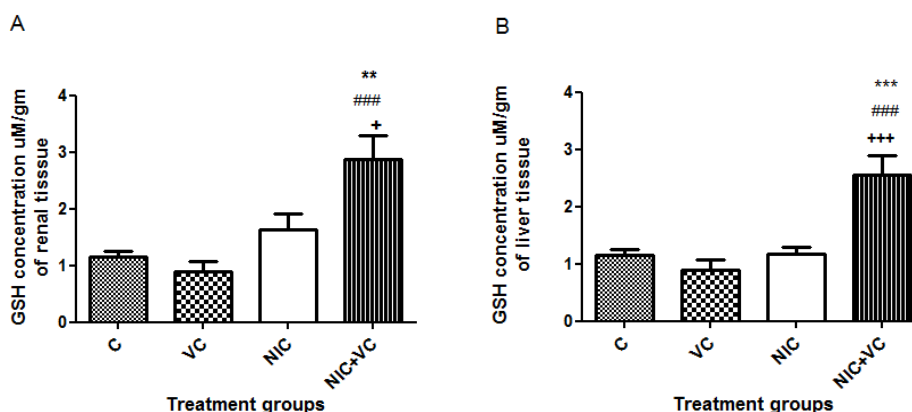 A
**
###
+
4
3
2
1
0
GSH concentration uM/gm
of renal tisssue
C
VC
NIC
NIC+VC
Treatment groups
B
***
###
+++
4
3
2
1
0
GSH concentration uM/gm
of liver tisssue
C
VC
NIC
NIC+VC
Treatment groups